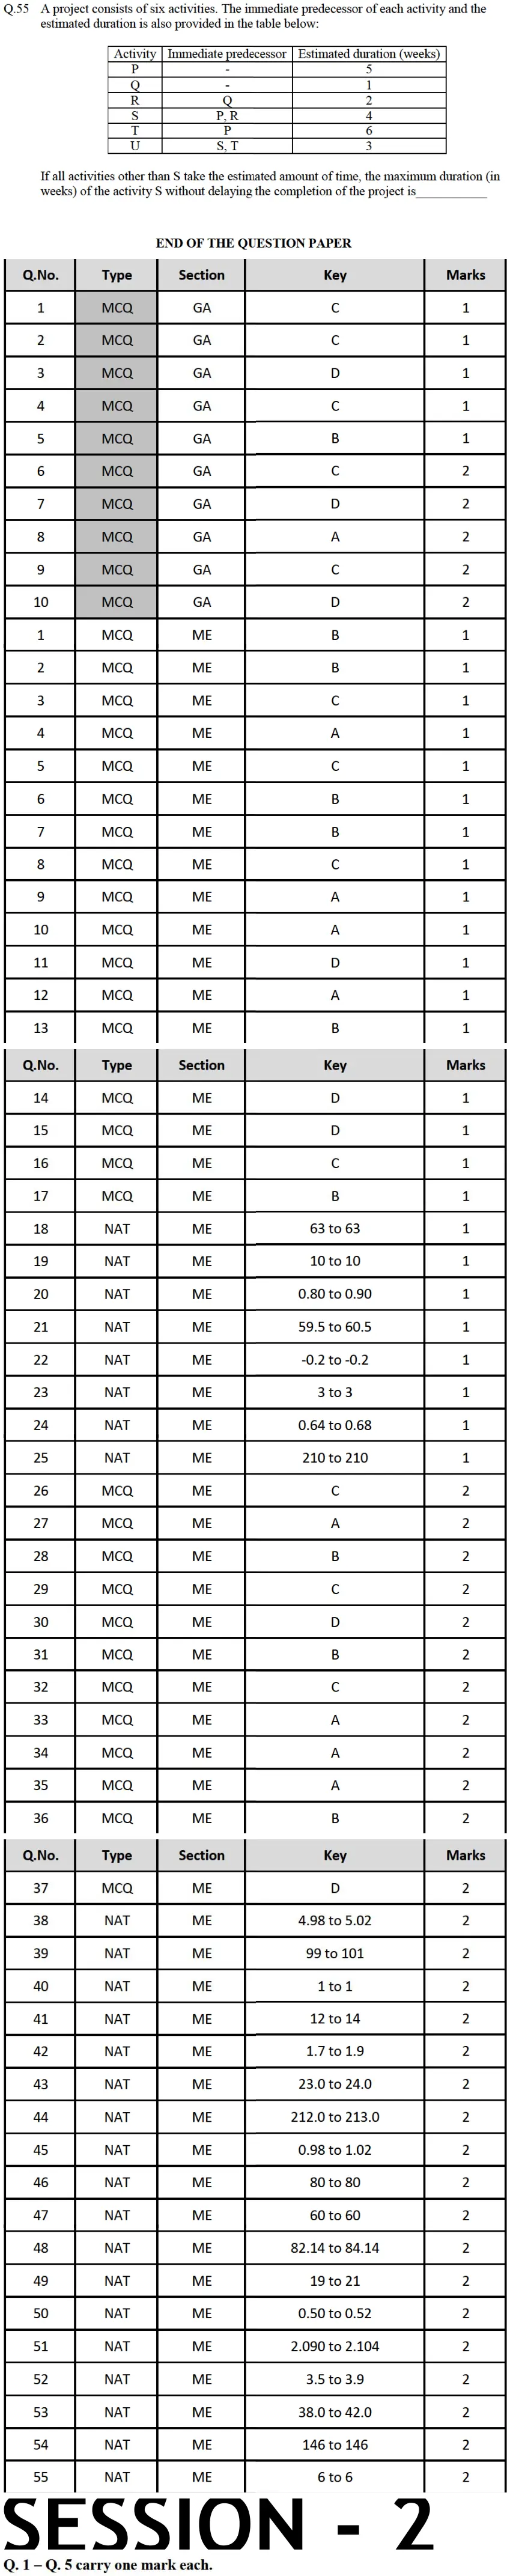 Q.55 A project consists of six activities. The immediate predecessor of each activity and the
estimated duration is also provided in the table below:
Activity Immediate predecessor Estimated duration (weeks)
P - 5
Q - 1
R Q 2
S P, R 4
T P 6
U S, T 3
If all activities other than S take the estimated amount of time, the maximum duration (in
weeks) of the activity S without delaying the completion of the project is____________
END OF THE QUESTION PAPER
Q.No. Type Section Key Marks
1 MCQ GA C 1
2 MCQ GA C 1
3 MCQ GA D 1
4 MCQ GA C 1
5 MCQ GA B 1
6 MCQ GA C 2
7 MCQ GA D 2
8 MCQ GA A 2
9 MCQ GA C 2
10 MCQ GA D 2
1 MCQ ME B 1
2 MCQ ME B 1
3 MCQ ME C 1
4 MCQ ME A 1
5 MCQ ME C 1
6 MCQ ME B 1
7 MCQ ME B 1
8 MCQ ME C 1
9 MCQ ME A 1
10 MCQ ME A 1
11 MCQ ME D 1
12 MCQ ME A 1
13 MCQ ME B 1
Q.No. Type Section Key Marks
14 MCQ ME D 1
15 MCQ ME D 1
16 MCQ ME C 1
17 MCQ ME B 1
18 NAT ME 63 to 63 1
19 NAT ME 10 to 10 1
20 NAT ME 0.80 to 0.90 1
21 NAT ME 59.5 to 60.5 1
22 NAT ME -0.2 to -0.2 1
23 NAT ME 3 to 3 1
24 NAT ME 0.64 to 0.68 1
25 NAT ME 210 to 210 1
26 MCQ ME C 2
27 MCQ ME A 2
28 MCQ ME B 2
29 MCQ ME C 2
30 MCQ ME D 2
31 MCQ ME B 2
32 MCQ ME C 2
33 MCQ ME A 2
34 MCQ ME A 2
35 MCQ ME A 2
36 MCQ ME B 2
Q.No. Type Section Key Marks
37 MCQ ME D 2
38 NAT ME 4.98 to 5.02 2
39 NAT ME 99 to 101 2
40 NAT ME 1 to 1 2
41 NAT ME 12 to 14 2
42 NAT ME 1.7 to 1.9 2
43 NAT ME 23.0 to 24.0 2
44 NAT ME 212.0 to 213.0 2
45 NAT ME 0.98 to 1.02 2
46 NAT ME 80 to 80 2
47 NAT ME 60 to 60 2
48 NAT ME 82.14 to 84.14 2
49 NAT ME 19 to 21 2
50 NAT ME 0.50 to 0.52 2
51 NAT ME 2.090 to 2.104 2
52 NAT ME 3.5 to 3.9 2
53 NAT ME 38.0 to 42.0 2
54 NAT ME 146 to 146 2
55 NAT ME 6 to 6 2
SESSION - 2
Q. 1 – Q. 5 carry one mark each.